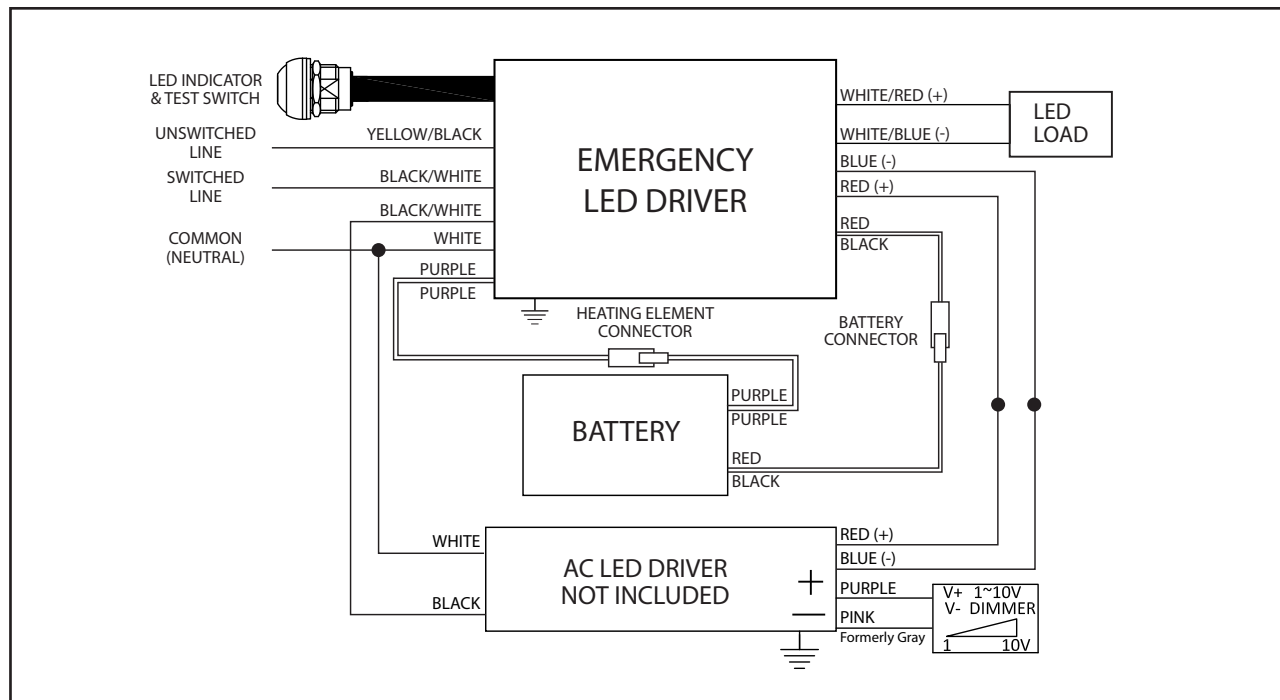 LED INDICATOR
& TEST SWITCH
UNSWITCHED
LINE
SWITCHED
LINE
COMMON
(NEUTRAL)
YELLOW/BLACK
BLACK/WHITE
BLACK/WHITE
WHITE
PURPLE
PURPLE
EMERGENCY
LED DRIVER
WHITE/RED (+)
WHITE/BLUE (-)
BLUE (-)
RED (+)
RED
BLACK
LED
LOAD
HEATING ELEMENT
CONNECTOR
BATTERY
CONNECTOR
BATTERY
PURPLE
PURPLE
RED
BLACK
WHITE
BLACK
AC LED DRIVER
NOT INCLUDED
+
−
RED (+)
BLUE (-)
PURPLE
PINK
Formerly Gray
V+ 1~10V
V- DIMMER
1 10V